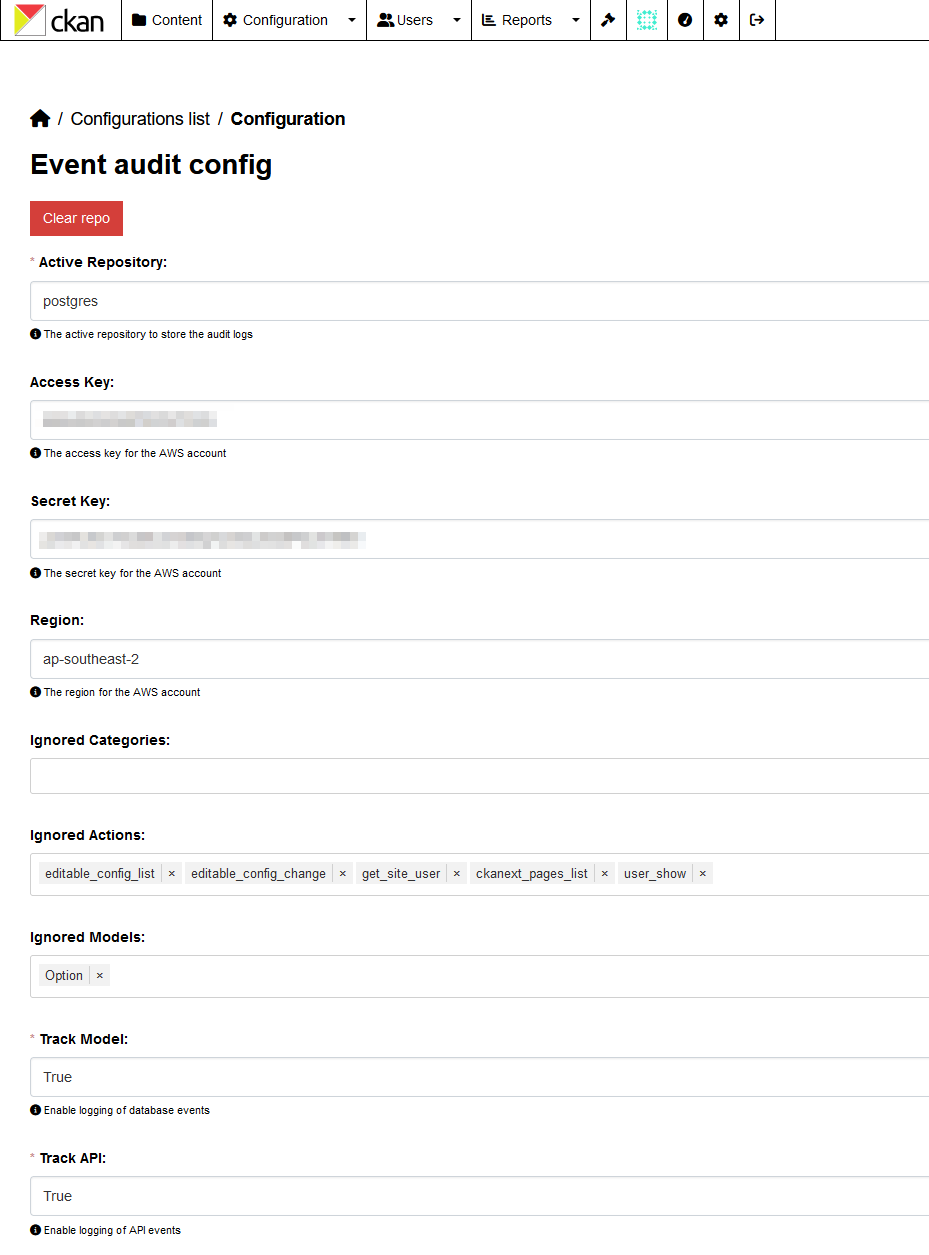 ckan Content Configuration Users Reports
/ Configurations list / Configuration
Event audit config
Clear repo
* Active Repository:
postgres
The active repository to store the audit logs
Access Key:
The access key for the AWS account
Secret Key:
The secret key for the AWS account
Region:
ap-southeast-2
The region for the AWS account
Ignored Categories:
Ignored Actions:
editable_config_list × editable_config_change × get_site_user × ckanext_pages_list × user_show ×
Ignored Models:
Option ×
* Track Model:
True
Enable logging of database events
* Track API:
True
Enable logging of API events